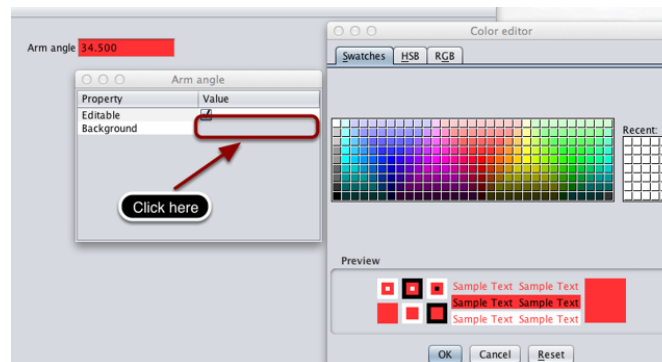 Arm angle 34.500
Arm angle
Property Value
Editable
Background
Click here
Color editor
Swatches HSB RGB
Recent:
Preview
Sample Text Sample Text
Sample Text Sample Text
Sample Text Sample Text
OK Cancel Reset